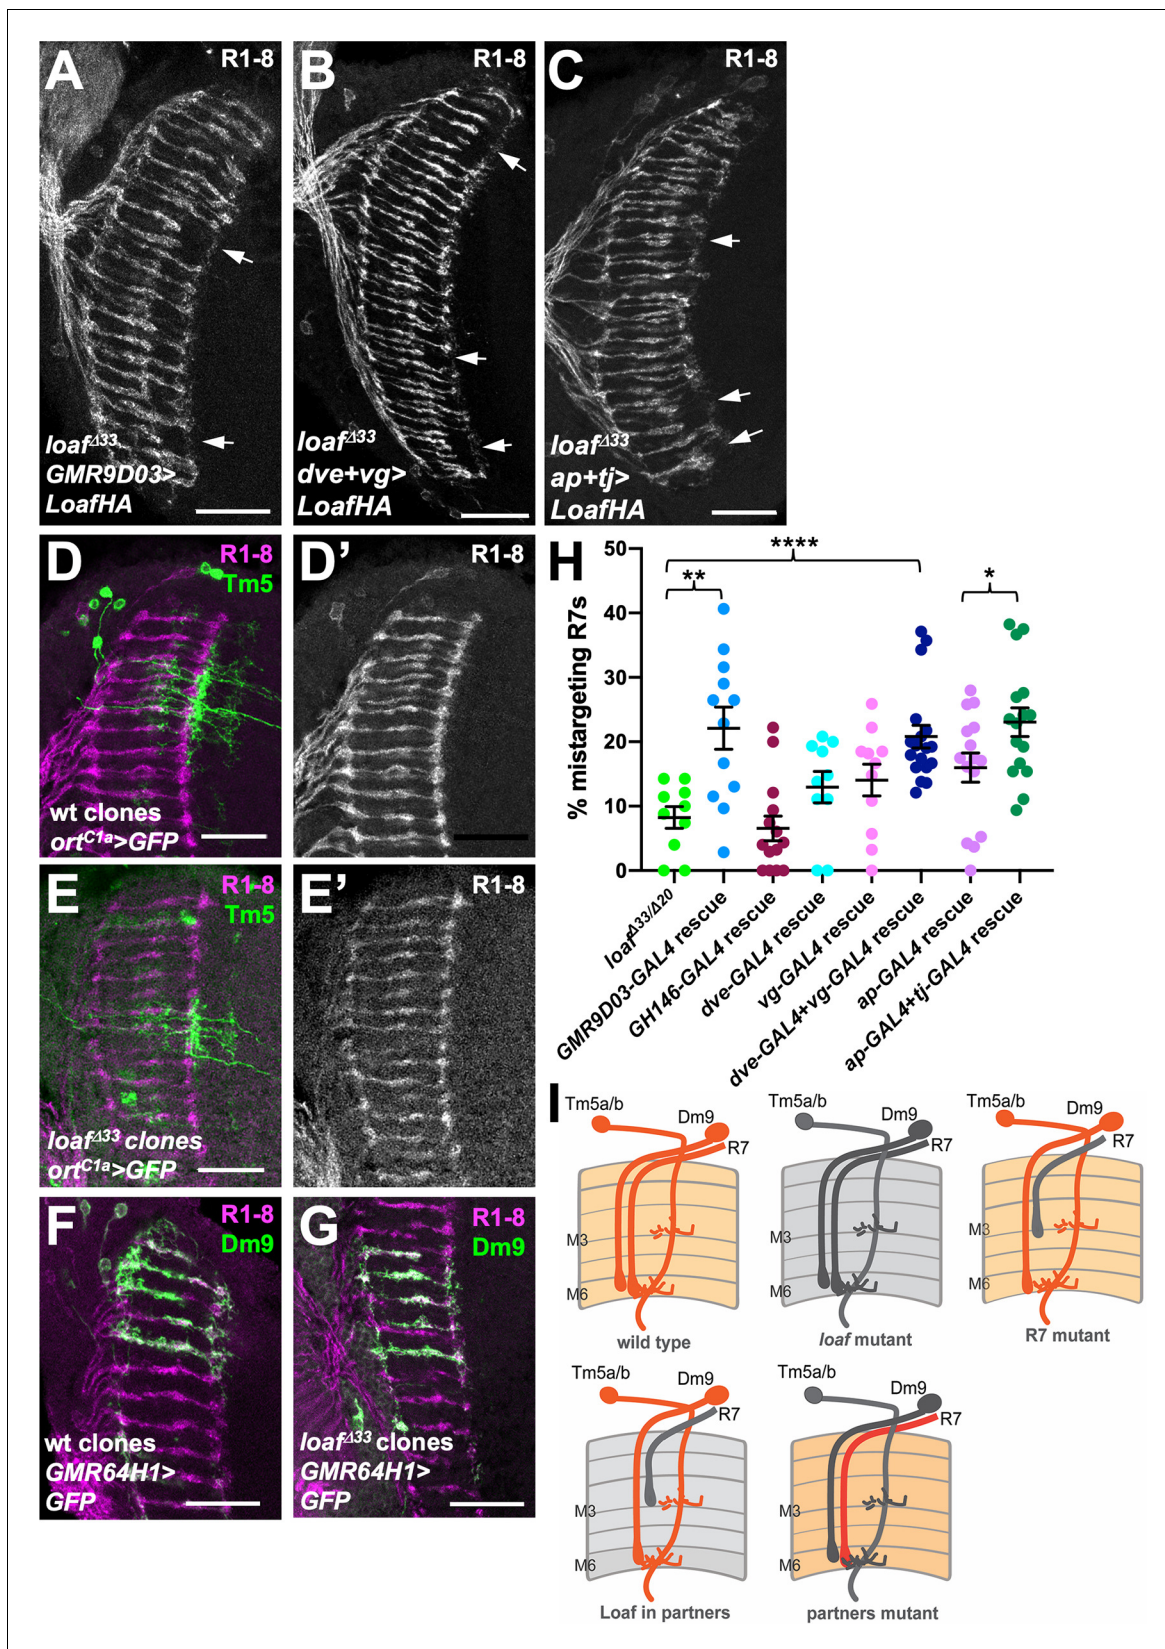 A
R1-8
loafΔ33
GMR9D03>
LoafHA
B
R1-8
loafΔ33
dve+vg>
LoafHA
C
R1-8
loafΔ33
ap+tj>
LoafHA
D
R1-8
Tm5
wt clones
ortC1a>GFP
D'
R1-8
E
R1-8
Tm5
loafΔ33 clones
ortC1a>GFP
E'
R1-8
F
R1-8
Dm9
wt clones
GMR64H1>
GFP
G
R1-8
Dm9
loafΔ33 clones
GMR64H1>
GFP
H
% mistargeting R7s
50
40
30
20
10
0
**
****
*
loafΔ33/Δ20
GMR9D03-GAL4 rescue
GH146-GAL4 rescue
dve-GAL4 rescue
vg-GAL4 rescue
dve-GAL4+vg-GAL4 rescue
ap-GAL4 rescue
ap-GAL4+tj-GAL4 rescue
I
Tm5a/b
Dm9
R7
M3
M6
wild type
Tm5a/b
Dm9
R7
M3
M6
loaf mutant
Tm5a/b
Dm9
R7
M3
M6
R7 mutant
Tm5a/b
Dm9
R7
M3
M6
Loaf in partners
Tm5a/b
Dm9
R7
M3
M6
partners mutant